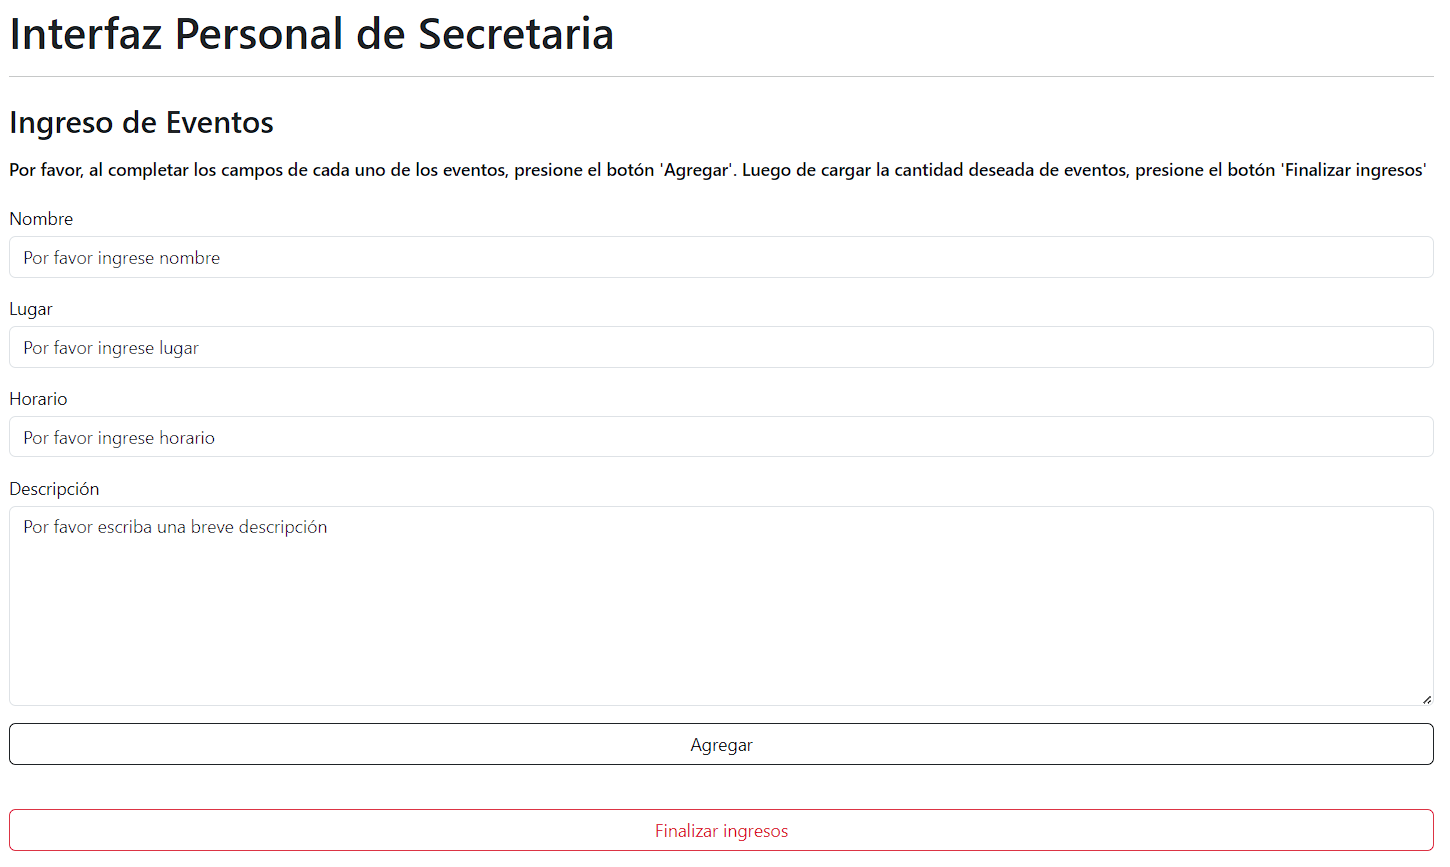 Interfaz Personal de Secretaria
Ingreso de Eventos
Por favor, al completar los campos de cada uno de los eventos, presione el botón 'Agregar'. Luego de cargar la cantidad deseada de eventos, presione el botón 'Finalizar ingresos'
Nombre
Por favor ingrese nombre
Lugar
Por favor ingrese lugar
Horario
Por favor ingrese horario
Descripción
Por favor escriba una breve descripción
Agregar
Finalizar ingresos